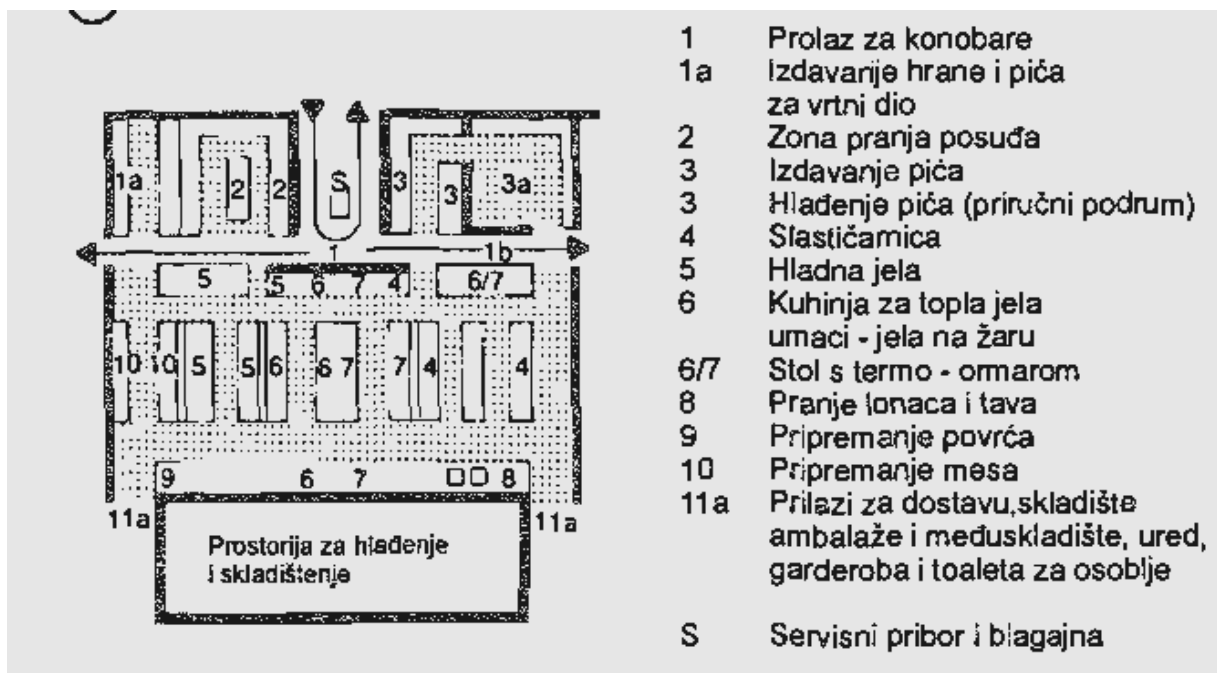 1a
2
2
S
3
3
3a
1
1b
5
5 6 7 4
6/7
10
10
5
5
6
6 7
7
4
4
9
6
7
8
11a
11a
Prostorija za hlađenje
i skladištenje
1 Prolaz za konobare
1a Izdavanje hrane i pića
za vrtni dio
2 Zona pranja posuđa
3 Izdavanje pića
3 Hlađenje pića (priručni podrum)
4 Slastičarnica
5 Hladna jela
6 Kuhinja za topla jela
umaci - jela na žaru
6/7 Stol s termo - ormarom
8 Pranje lonaca i tava
9 Pripremanje povrća
10 Pripremanje mesa
11a Prilazi za dostavu,skladište
ambalaže i međuskladište, ured,
garderoba i toaleta za osoblje
S Servisni pribor i blagajna